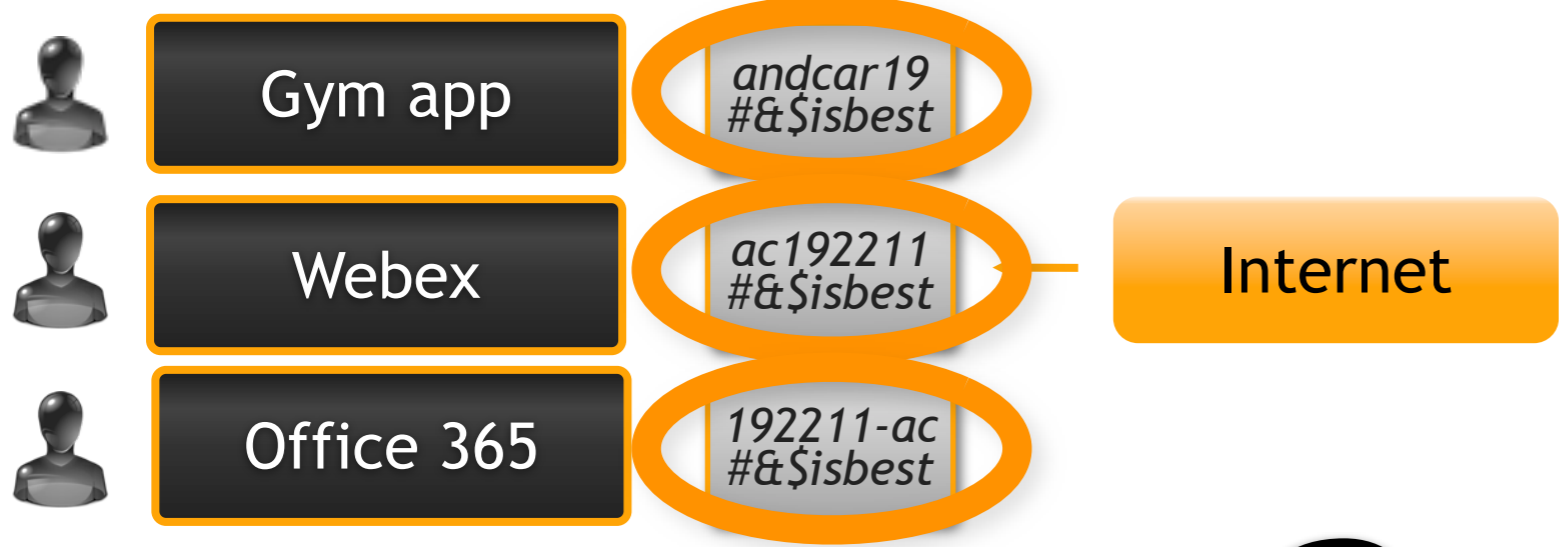 Gym app
andcar19
#&$isbest
Webex
ac192211
#&$isbest
Internet
Office 365
192211-ac
#&$isbest